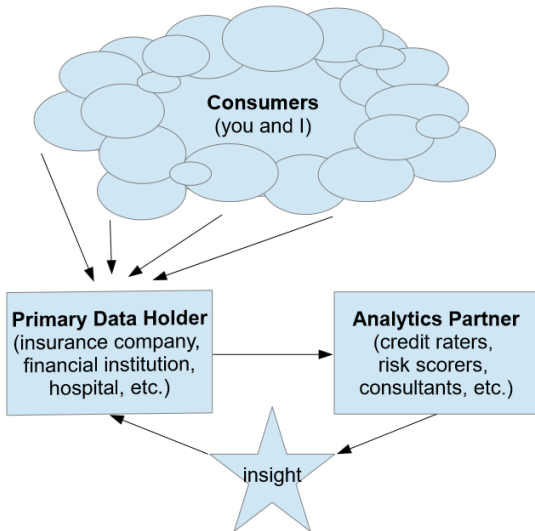 Consumers
(you and I)
Primary Data Holder
(insurance company,
financial institution,
hospital, etc.)
Analytics Partner
(credit raters,
risk scorers,
consultants, etc.)
insight